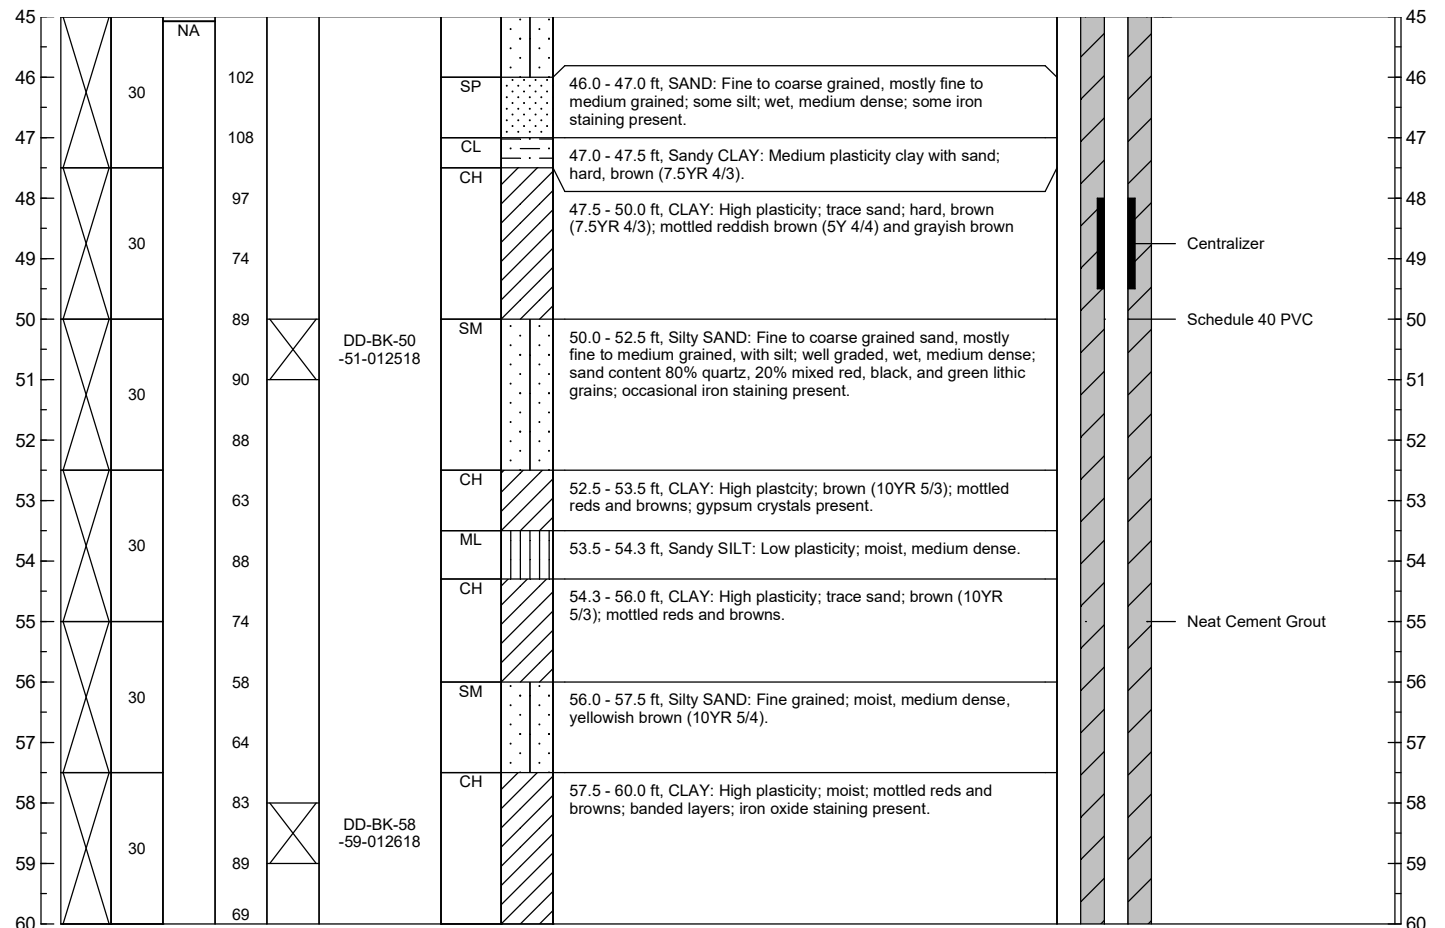 45
NA
45
46
102
46
30
SP
46.0 - 47.0 ft, SAND: Fine to coarse grained, mostly fine to
medium grained; some silt; wet, medium dense; some iron
staining present.
47
108
47
CL
47.0 - 47.5 ft, Sandy CLAY: Medium plasticity clay with sand;
hard, brown (7.5YR 4/3).
CH
48
97
48
47.5 - 50.0 ft, CLAY: High plasticity; trace sand; hard, brown
(7.5YR 4/3); mottled reddish brown (5Y 4/4) and grayish brown
30
Centralizer
49
74
49
50
89
Schedule 40 PVC
50
SM
50.0 - 52.5 ft, Silty SAND: Fine to coarse grained sand, mostly
fine to medium grained, with silt; well graded, wet, medium dense;
sand content 80% quartz, 20% mixed red, black, and green lithic
grains; occasional iron staining present.
DD-BK-50
-51-012518
51
90
51
30
52
88
52
CH
52.5 - 53.5 ft, CLAY: High plastcity; brown (10YR 5/3); mottled
reds and browns; gypsum crystals present.
53
63
53
30
ML
53.5 - 54.3 ft, Sandy SILT: Low plasticity; moist, medium dense.
54
88
54
CH
54.3 - 56.0 ft, CLAY: High plasticity; trace sand; brown (10YR
5/3); mottled reds and browns.
55
74
Neat Cement Grout
55
56
58
56
30
SM
56.0 - 57.5 ft, Silty SAND: Fine grained; moist, medium dense,
yellowish brown (10YR 5/4).
57
64
57
CH
57.5 - 60.0 ft, CLAY: High plasticity; moist; mottled reds and
browns; banded layers; iron oxide staining present.
58
83
58
DD-BK-58
-59-012618
30
59
89
59
69
60
60